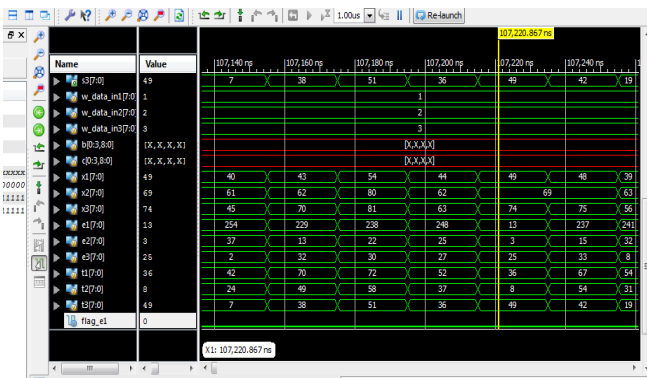 1.00us Re-launch
107,220.867 ns
Name Value 107,140 ns 107,160 ns 107,180 ns 107,200 ns 107,220 ns 107,240 ns
s3[7:0] 49 7 38 51 36 49 42 19
w_data_in1[7:0] 1 1
w_data_in2[7:0] 2 2
w_data_in3[7:0] 3 3
b[0:3,8:0] [X,X,X,X] [X,X,X,X]
c[0:3,8:0] [X,X,X,X] [X,X,X,X]
x1[7:0] 49 40 43 54 44 49 48 39
x2[7:0] 69 61 62 80 62 69 63
x3[7:0] 74 45 70 81 63 74 75 56
e1[7:0] 13 254 229 238 248 13 237 241
e2[7:0] 3 37 13 22 25 3 15 32
e3[7:0] 25 2 32 30 27 25 33 8
t1[7:0] 36 42 70 72 52 36 67 54
t2[7:0] 8 24 49 58 37 8 54 31
t3[7:0] 49 7 38 51 36 49 42 19
flag_e1 0
X1: 107,220.867 ns